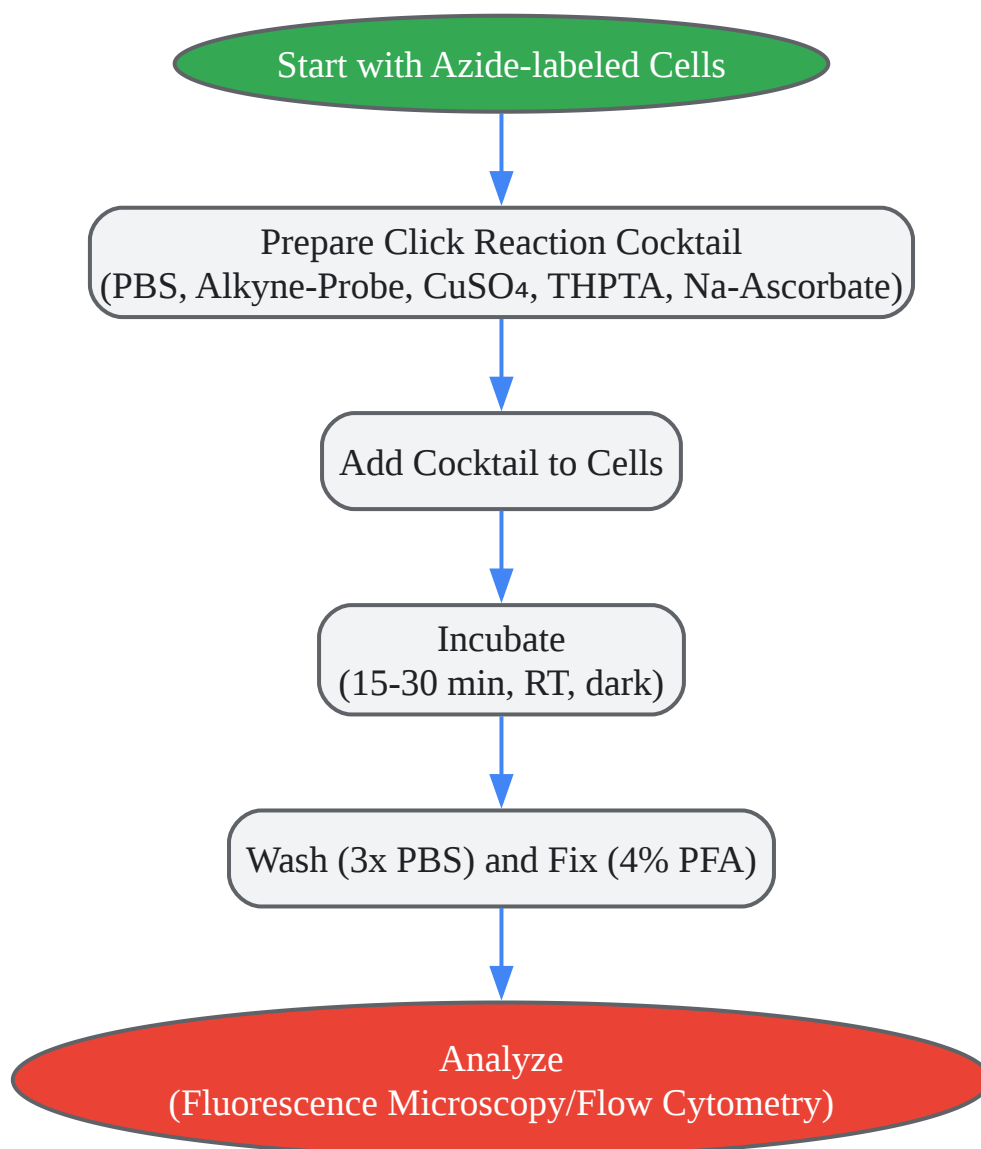 Start with Azide-labeled Cells
Prepare Click Reaction Cocktail
(PBS, Alkyne-Probe, CuSO₄, THPTA, Na-Ascorbate)
Add Cocktail to Cells
Incubate
(15-30 min, RT, dark)
Wash (3x PBS) and Fix (4% PFA)
Analyze
(Fluorescence Microscopy/Flow Cytometry)